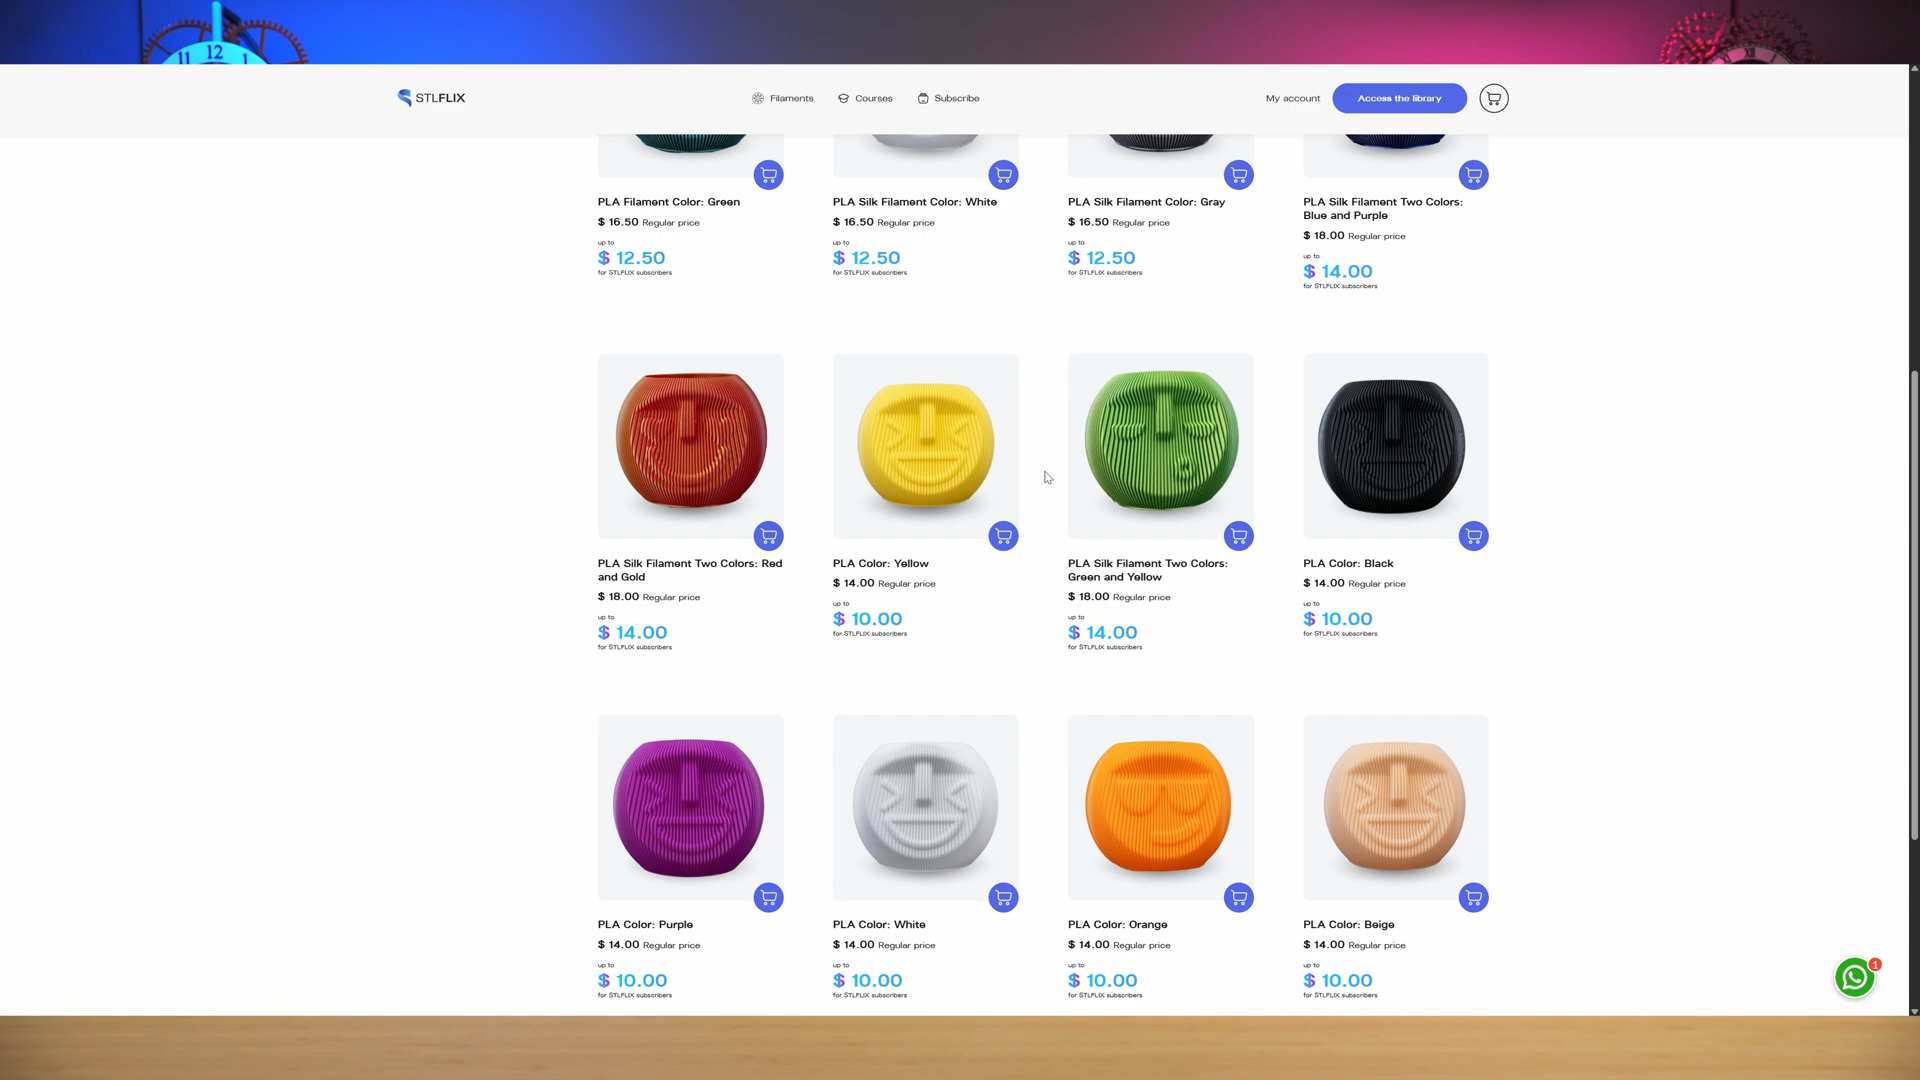 11 12 1
XI
STLFLIX
Filaments
Courses
Subscribe
My account
Access the library
PLA Filament Color: Green
$ 16.50 Regular price
up to
$ 12.50
for STLFLIX subscribers
PLA Silk Filament Color: White
$ 16.50 Regular price
up to
$ 12.50
for STLFLIX subscribers
PLA Silk Filament Color: Gray
$ 16.50 Regular price
up to
$ 12.50
for STLFLIX subscribers
PLA Silk Filament Two Colors:
Blue and Purple
$ 18.00 Regular price
up to
$ 14.00
for STLFLIX subscribers
PLA Silk Filament Two Colors: Red
and Gold
$ 18.00 Regular price
up to
$ 14.00
for STLFLIX subscribers
PLA Color: Yellow
$ 14.00 Regular price
up to
$ 10.00
for STLFLIX subscribers
PLA Silk Filament Two Colors:
Green and Yellow
$ 18.00 Regular price
up to
$ 14.00
for STLFLIX subscribers
PLA Color: Black
$ 14.00 Regular price
up to
$ 10.00
for STLFLIX subscribers
PLA Color: Purple
$ 14.00 Regular price
up to
$ 10.00
for STLFLIX subscribers
PLA Color: White
$ 14.00 Regular price
up to
$ 10.00
for STLFLIX subscribers
PLA Color: Orange
$ 14.00 Regular price
up to
$ 10.00
for STLFLIX subscribers
PLA Color: Beige
$ 14.00 Regular price
up to
$ 10.00
for STLFLIX subscribers
1